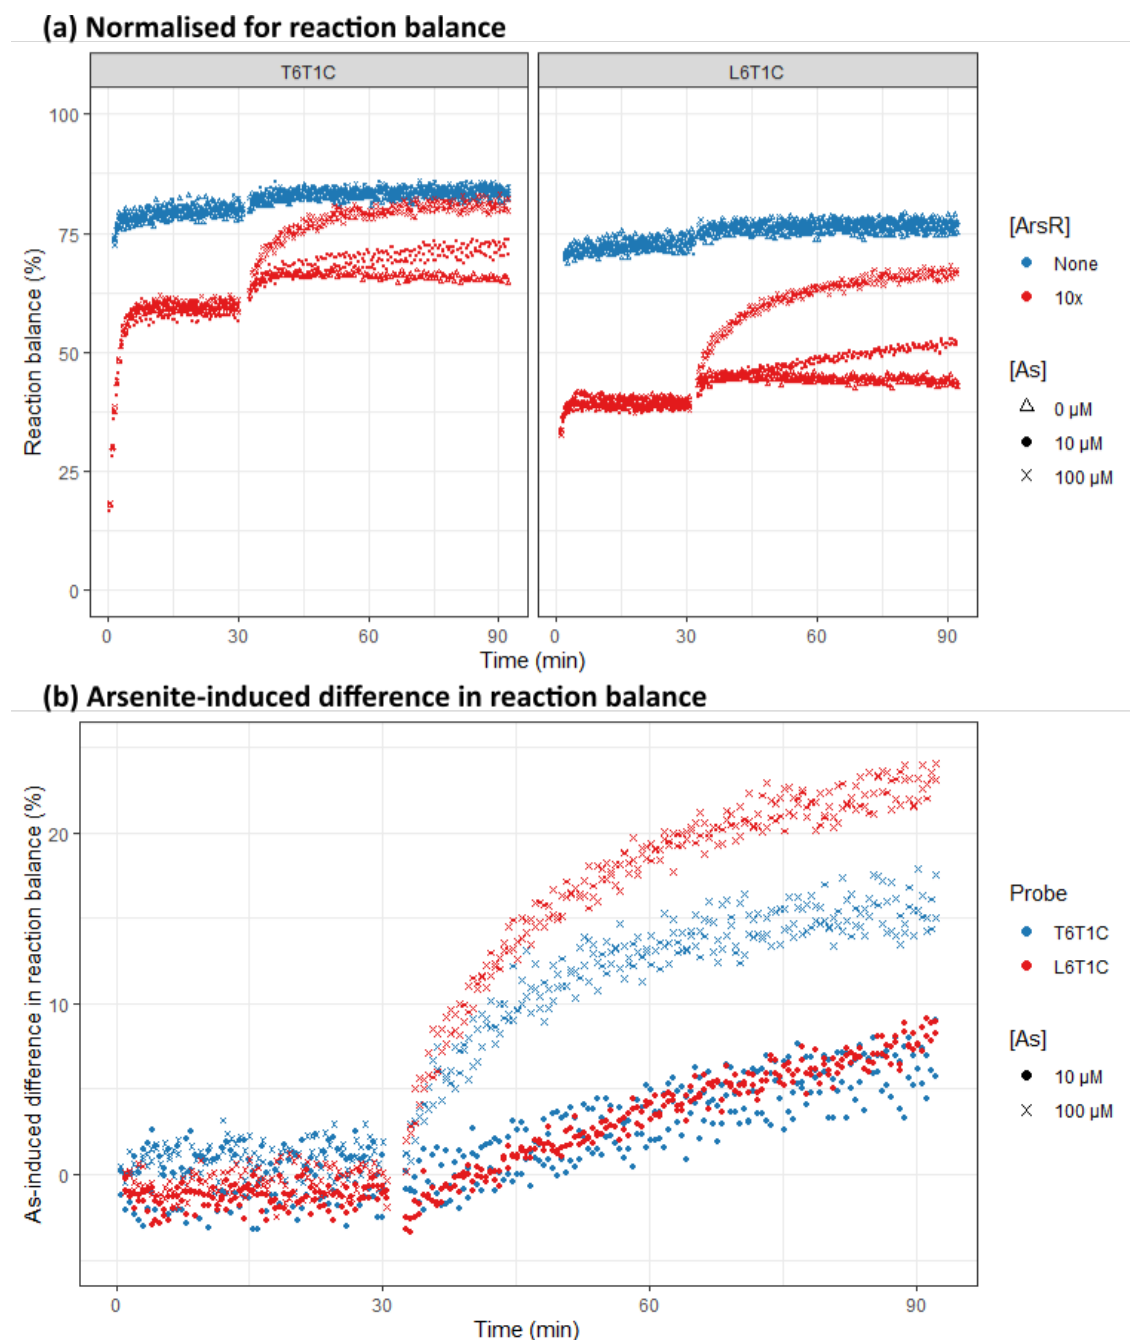 (a) Normalised for reaction balance
T6T1C
L6T1C
100
75
50
25
0
Reaction balance (%)
0
30
60
90
0
30
60
90
Time (min)
[ArsR]
None
10x
[As]
0 µM
10 µM
100 µM
(b) Arsenite-induced difference in reaction balance
20
10
0
As-induced difference in reaction balance (%)
0
30
60
90
Time (min)
Probe
T6T1C
L6T1C
[As]
10 µM
100 µM